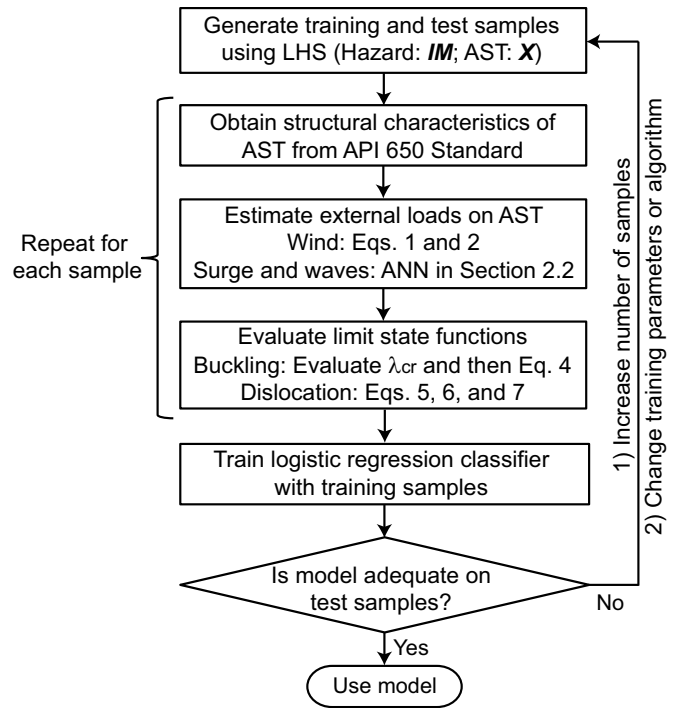 Generate training and test samples
using LHS (Hazard: IM; AST: X)
Obtain structural characteristics of
AST from API 650 Standard
Repeat for
each sample
Estimate external loads on AST
Wind: Eqs. 1 and 2
Surge and waves: ANN in Section 2.2
Evaluate limit state functions
Buckling: Evaluate λcr and then Eq. 4
Dislocation: Eqs. 5, 6, and 7
Train logistic regression classifier
with training samples
Is model adequate on
test samples?
No
1) Increase number of samples
2) Change training parameters or algorithm
Yes
Use model